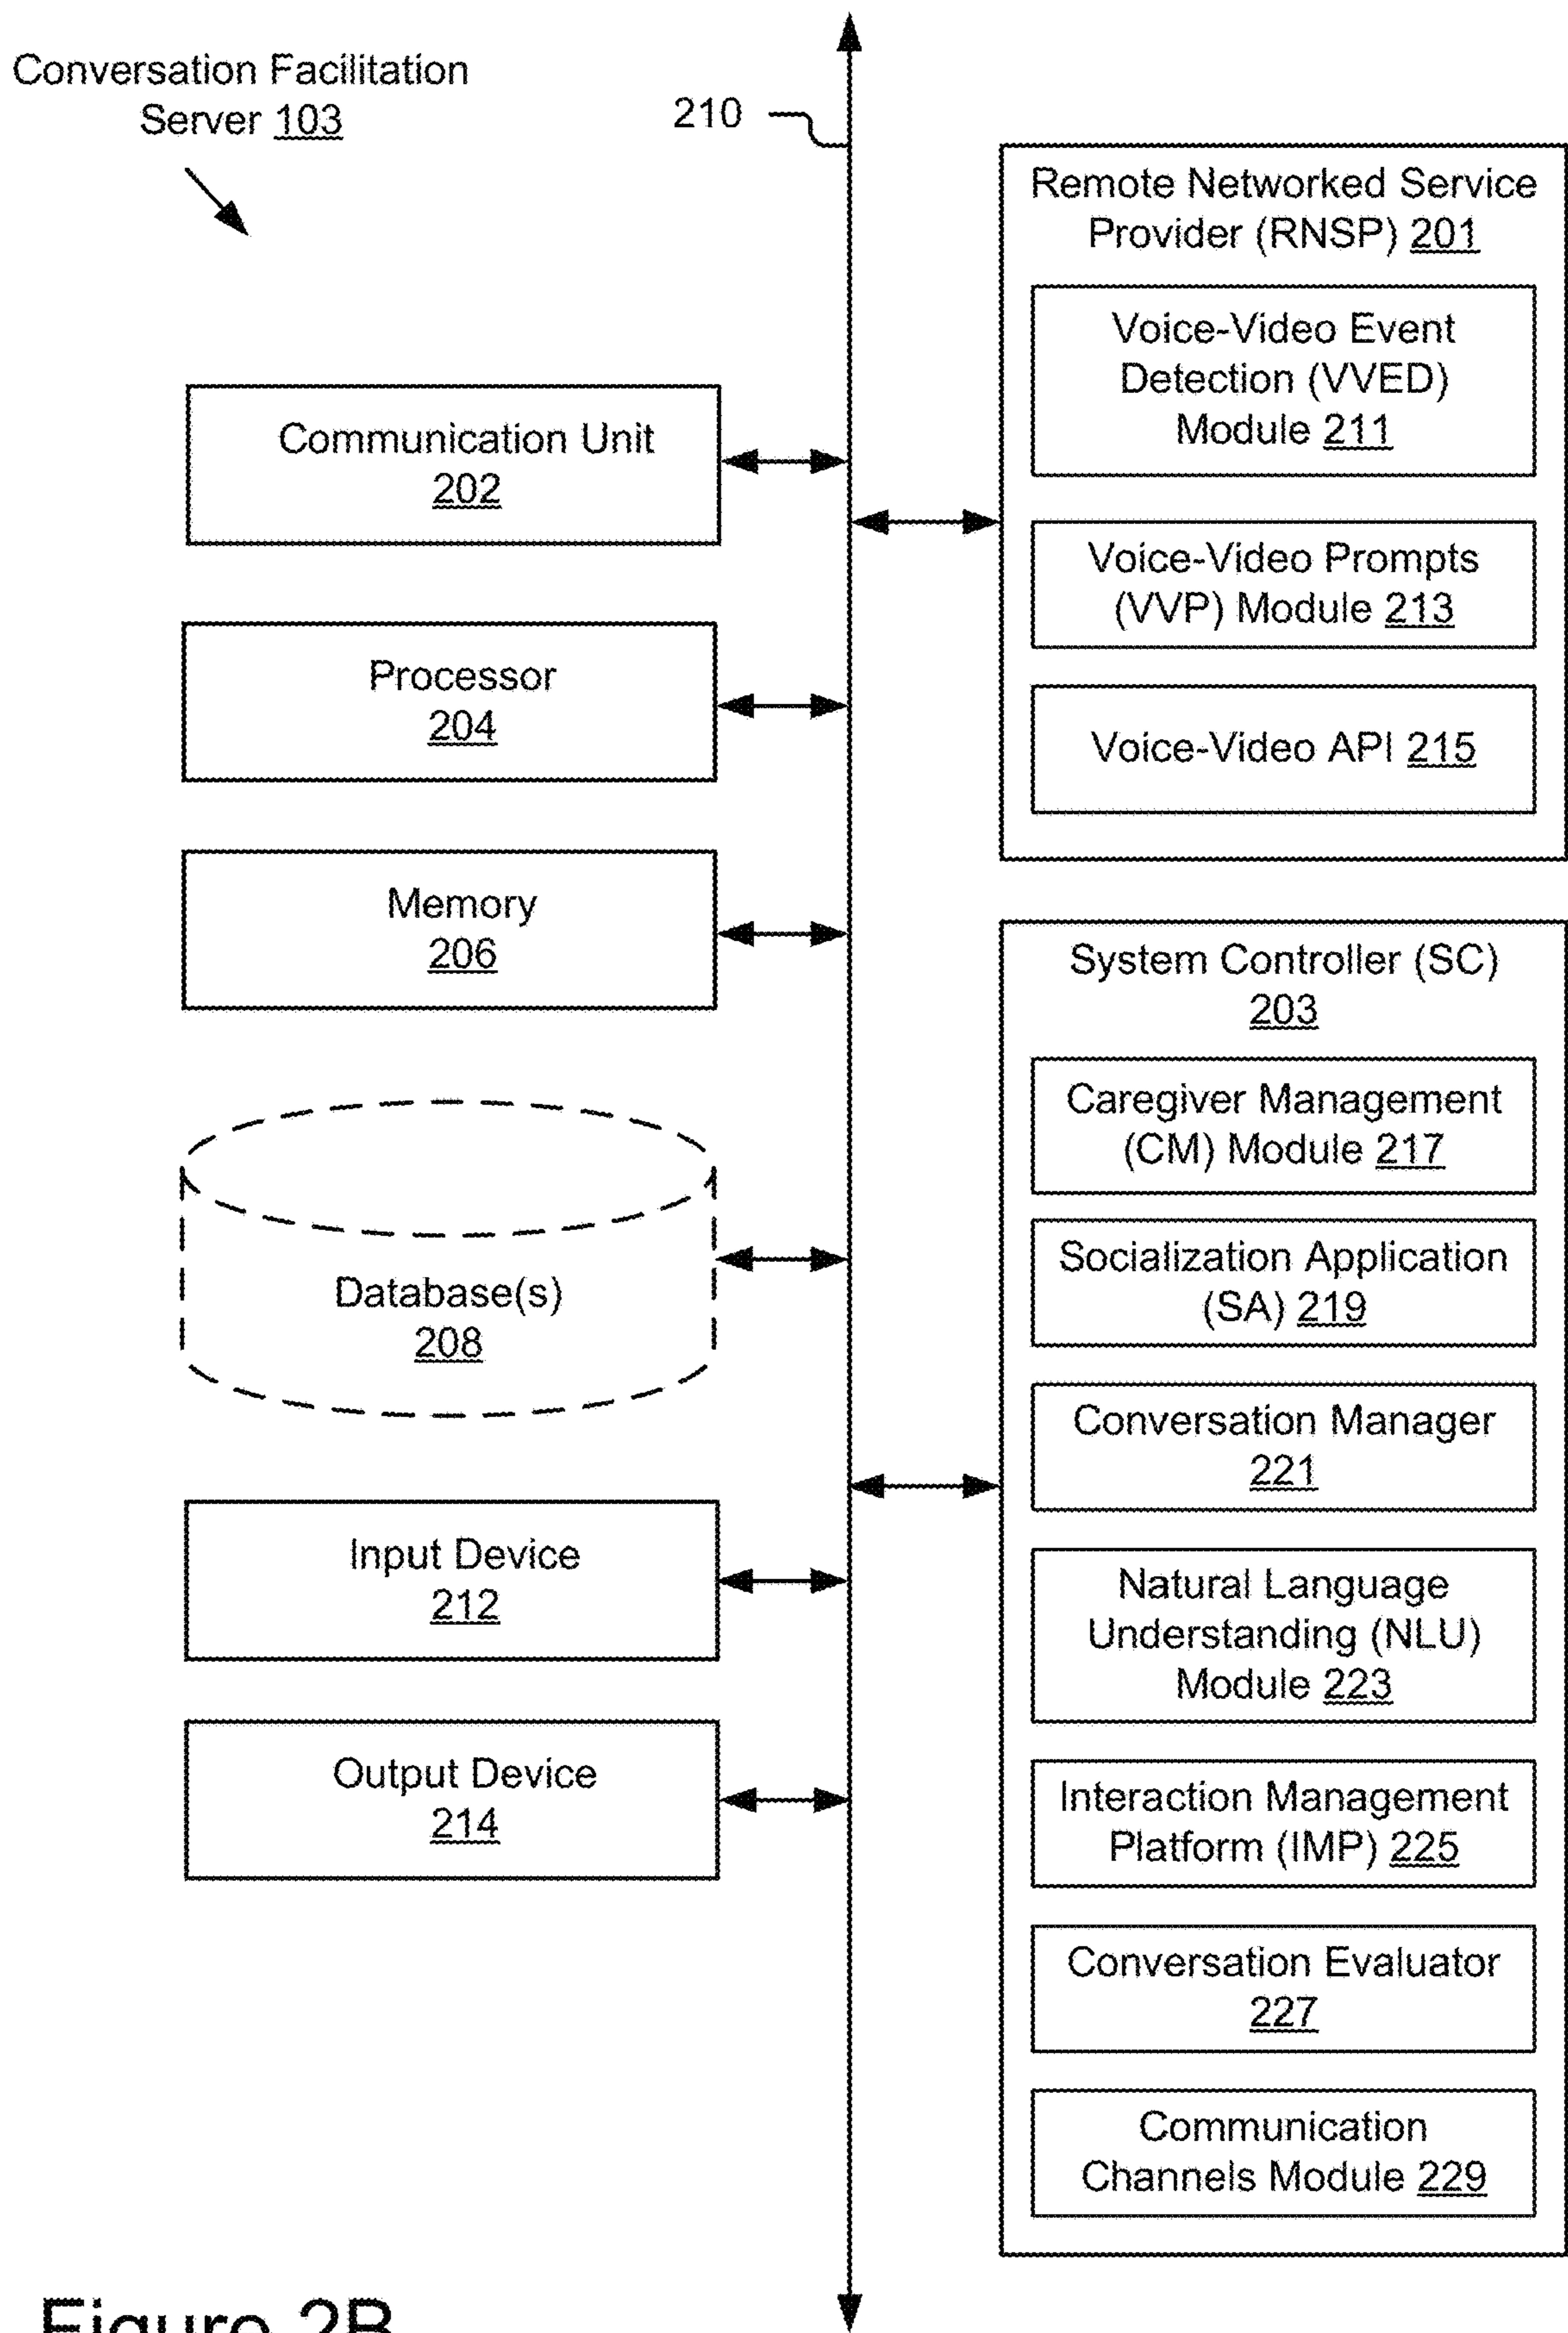 Conversation Facilitation
Server 103
210
Remote Networked Service
Provider (RNSP) 201
Voice-Video Event
Detection (VVED)
Module 211
Voice-Video Prompts
(VVP) Module 213
Voice-Video API 215
Communication Unit
202
Processor
204
Memory
206
Database(s)
208
Input Device
212
Output Device
214
System Controller (SC)
203
Caregiver Management
(CM) Module 217
Socialization Application
(SA) 219
Conversation Manager
221
Natural Language
Understanding (NLU)
Module 223
Interaction Management
Platform (IMP) 225
Conversation Evaluator
227
Communication
Channels Module 229
Figure 2B